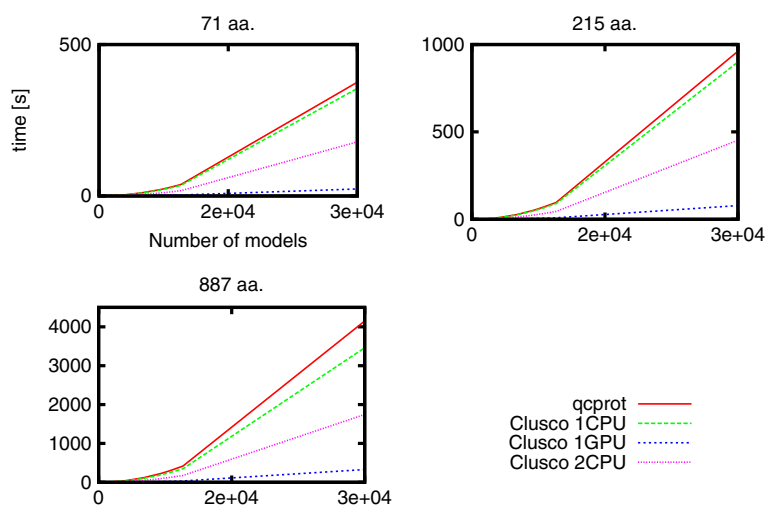 71 aa.
500
0
time [s]
0
2e+04
3e+04
Number of models
215 aa.
1000
500
0
0
2e+04
3e+04
887 aa.
4000
3000
2000
1000
0
0
2e+04
3e+04
qcprot
Clusco 1CPU
Clusco 1GPU
Clusco 2CPU